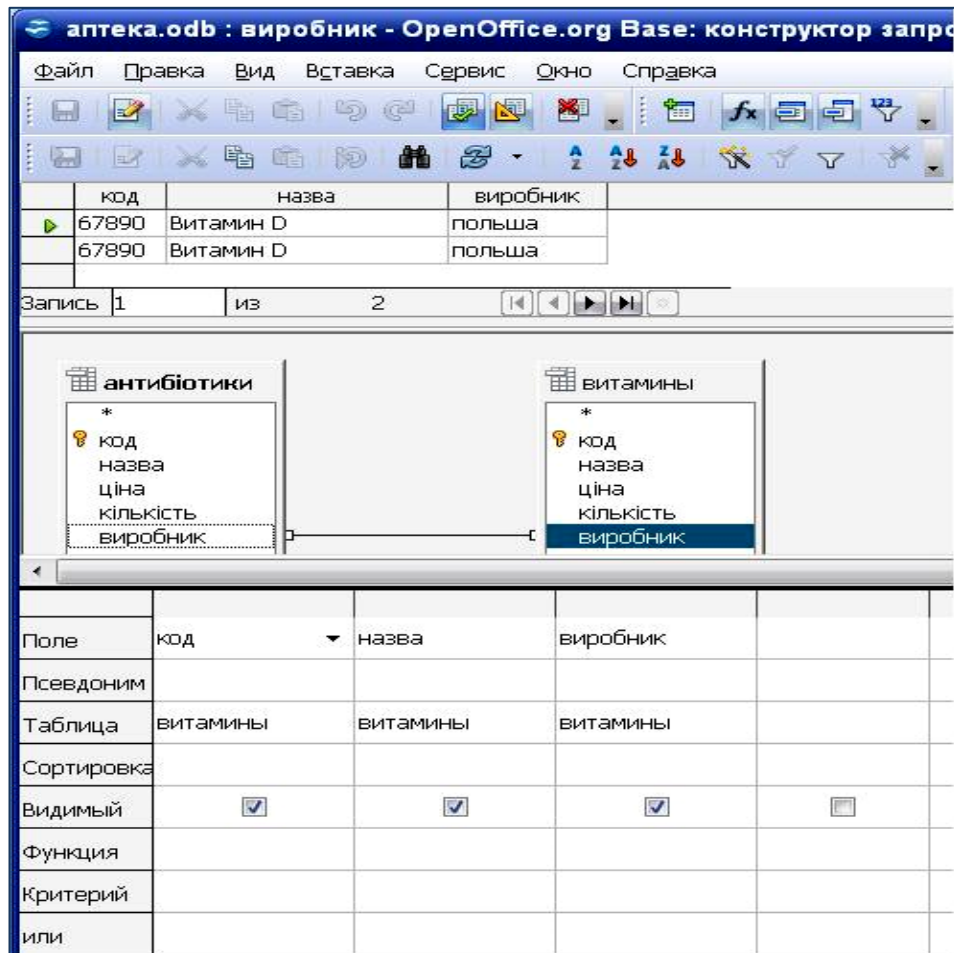 аптека.odb : виробник - OpenOffice.org Base: конструктор запро
Файл Правка Вид Вставка Сервис Окно Справка
код назва виробник
67890 Витамин D польша
67890 Витамин D польша
Запись 1 из 2
антибіотики витамины
* *
код код
назва назва
ціна ціна
кількість кількість
виробник виробник
Поле код назва виробник
Псевдоним
Таблица витамины витамины витамины
Сортировка
Видимый
Функция
Критерий
или